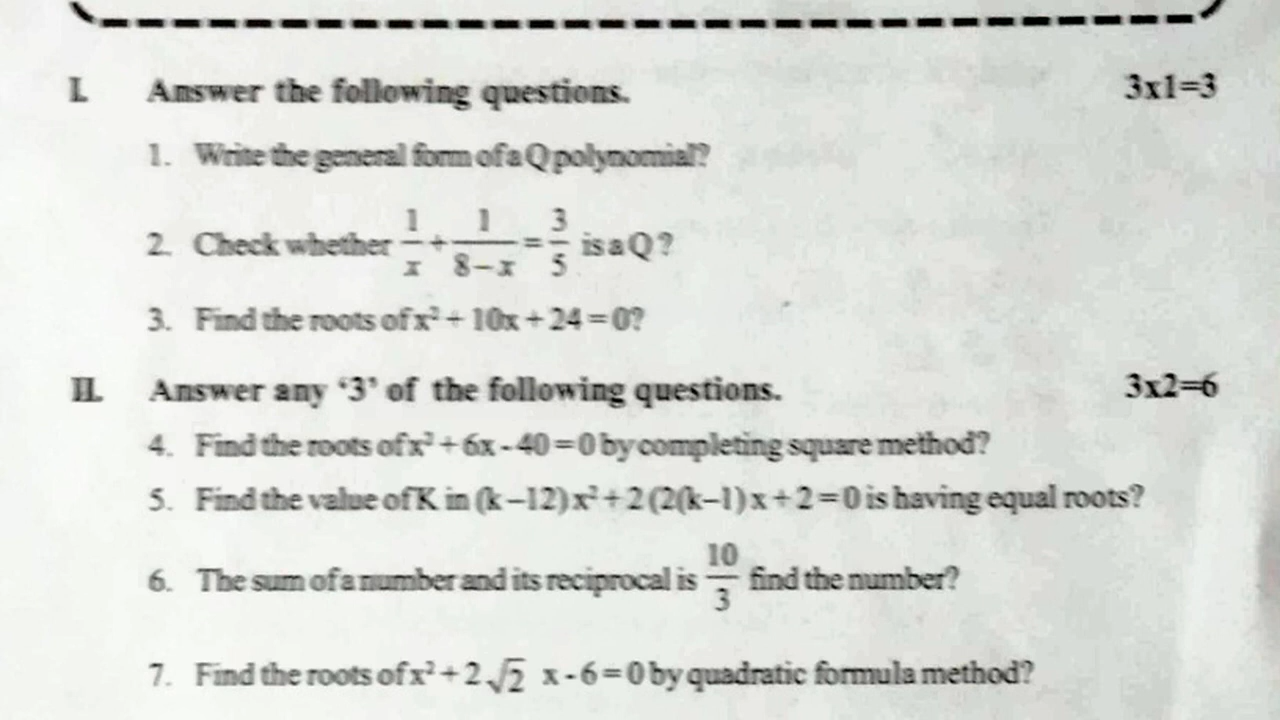 I. Answer the following questions. 3x1=3
1. Write the general form of a Q polynomial?
2. Check whether 1/x + 1/(8-x) = 3/5 is a Q?
3. Find the roots of x² + 10x + 24 = 0?
II. Answer any ‘3’ of the following questions. 3x2=6
4. Find the roots of x² + 6x - 40 = 0 by completing square method?
5. Find the value of K in (k–12) x² + 2 (2(k–1) x + 2 = 0 is having equal roots?
6. The sum of a number and its reciprocal is 10/3 find the number?
7. Find the roots of x² + 2√2 x - 6 = 0 by quadratic formula method?